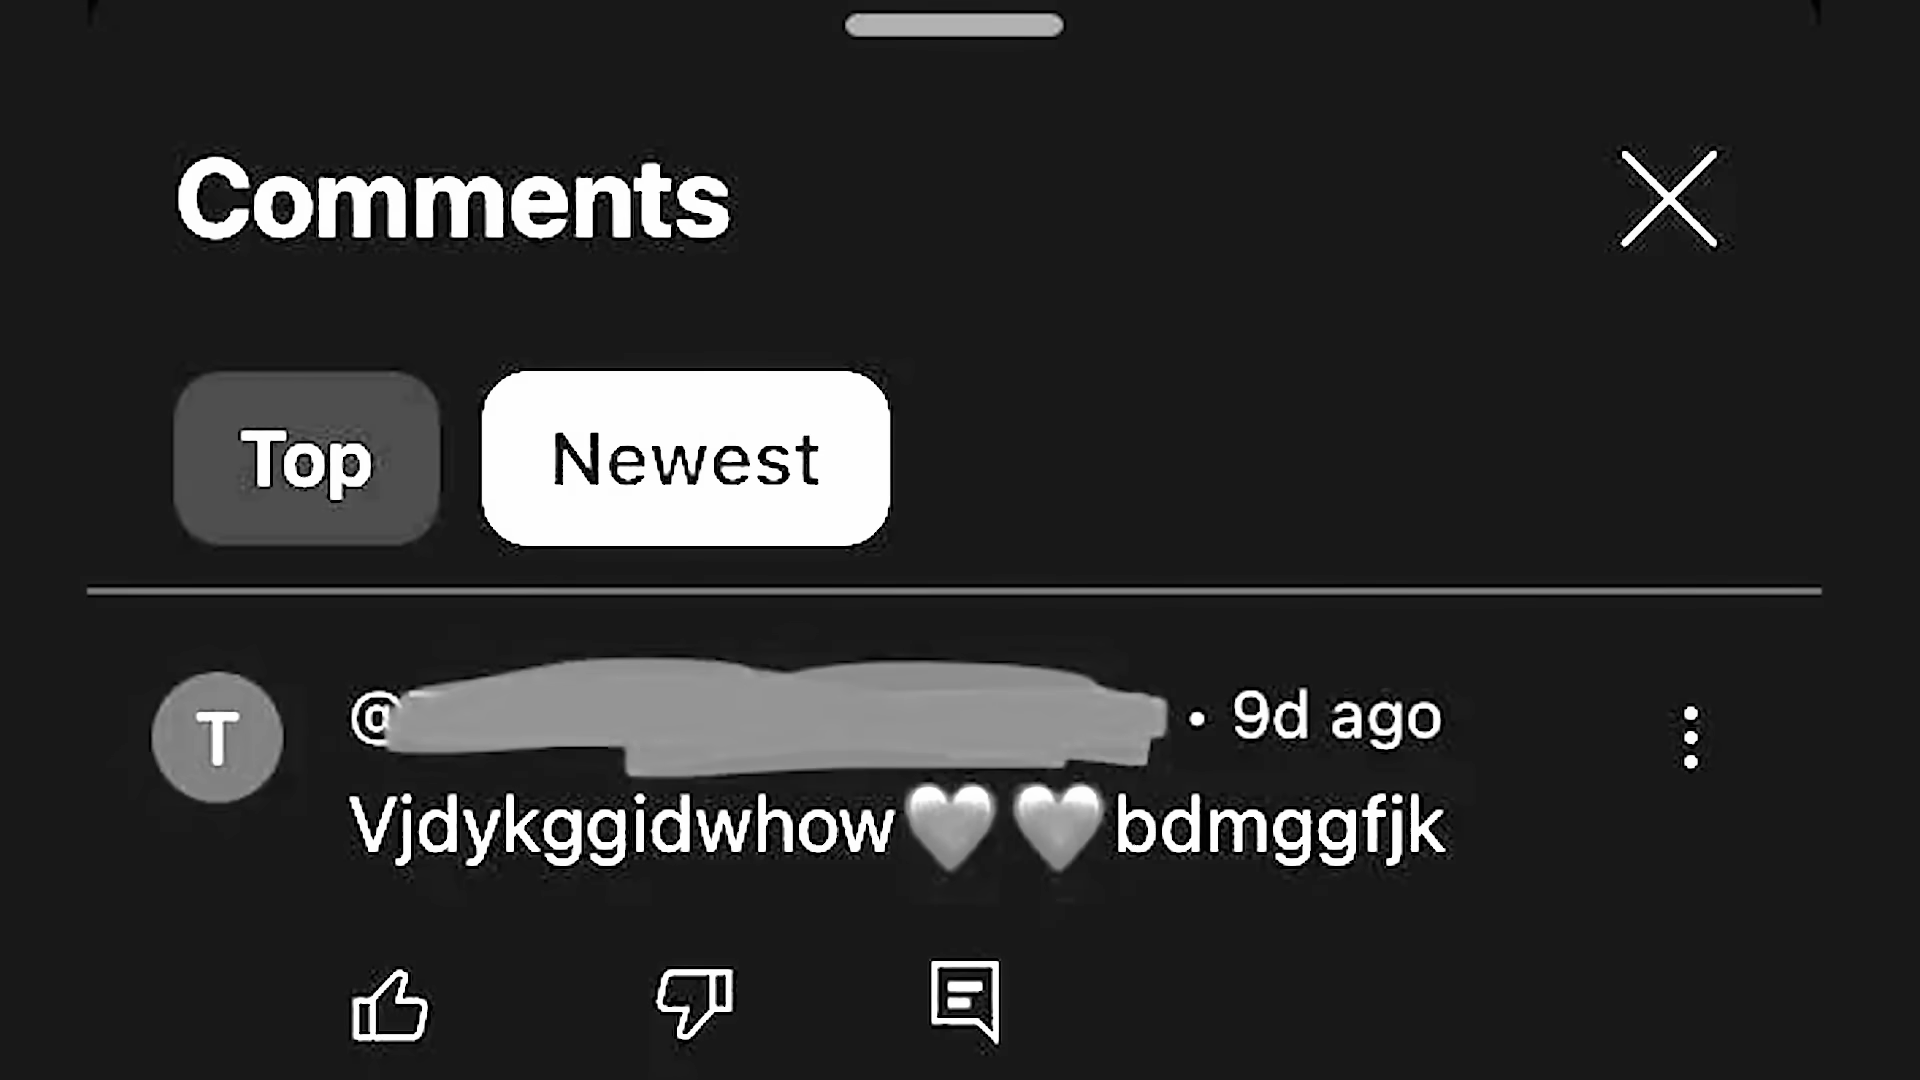 Comments
Top Newest
T
@ • 9d ago
Vjdykggidwhow🤍🤍bdmggfjk